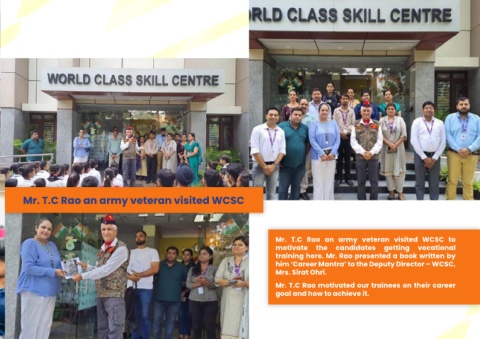 WORLD CLASS SKILL CENTRE
RLD CLASS SKILL CENTRE
Mr. T.C Rao an army veteran visited WCSC
Mr. T.C Rao an army veteran visited WCSC to
motivate the candidates getting vocational
training here. Mr. Rao presented a book written by
him 'Career Mantra' to the Deputy Director – WCSC,
Mrs. Sirat Ghri.
Mr. T.C Rao motivated our trainees on their career
goal and how to achieve it.